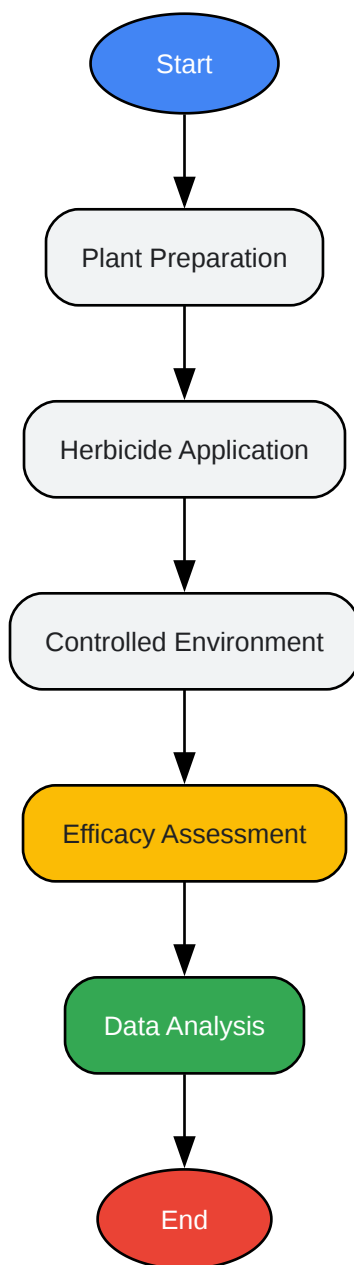 Start
Plant Preparation
Herbicide Application
Controlled Environment
Efficacy Assessment
Data Analysis
End